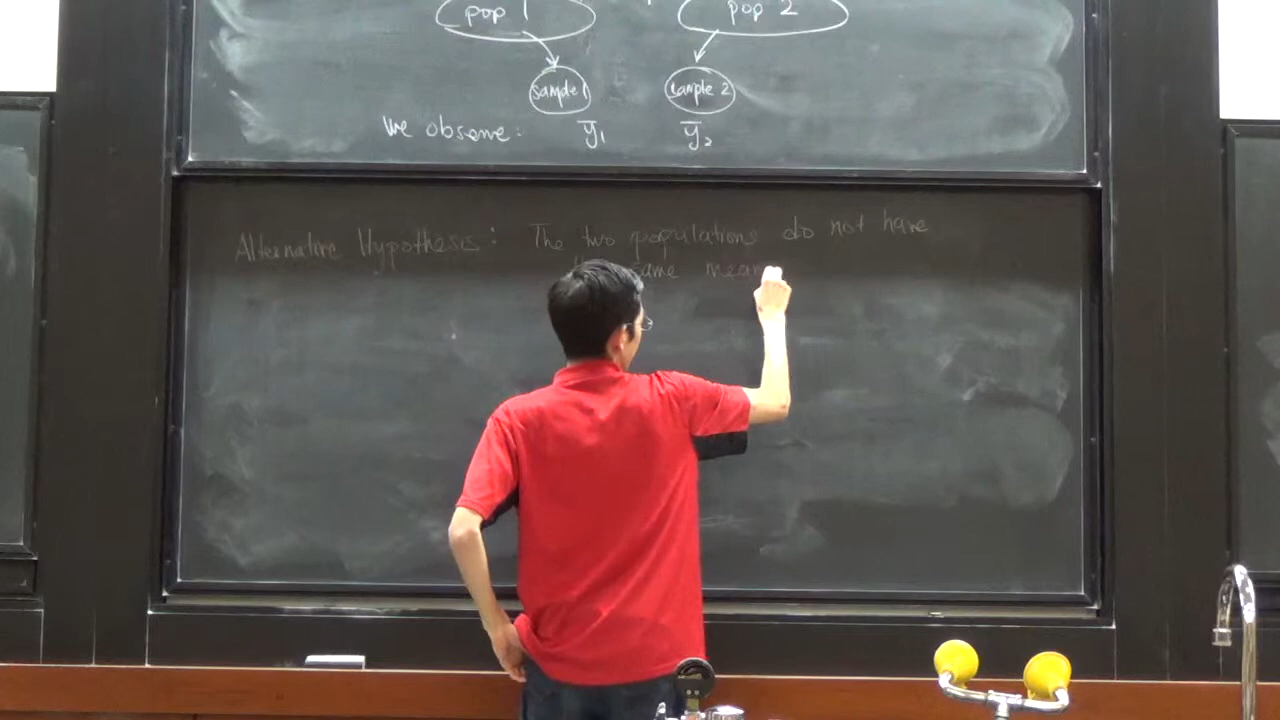 pop 1 pop 2
sample 1 sample 2
We observe: ȳ₁ ȳ₂
Alternative Hypothesis: The two populations do not have
same mean